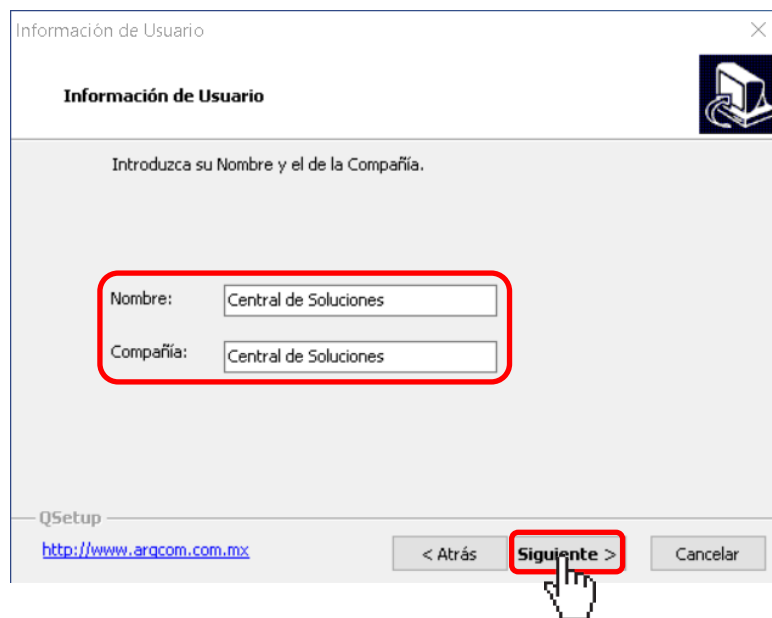 Información de Usuario
Información de Usuario
Introduzca su Nombre y el de la Compañía.
Nombre: Central de Soluciones
Compañía: Central de Soluciones
QSetup
http://www.arqcom.com.mx
< Atrás Siguiente > Cancelar